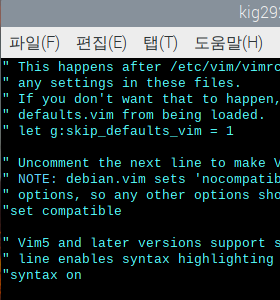 kig29
파일(F) 편집(E) 탭(T) 도움말(H)
" This happens after /etc/vim/vimrc
" any settings in these files.
" If you don't want that to happen,
" defaults.vim from being loaded.
" let g:skip_defaults_vim = 1
" Uncomment the next line to make V
" NOTE: debian.vim sets 'nocompatib
" options, so any other options sho
"set compatible
" Vim5 and later versions support s
" line enables syntax highlighting
"syntax on